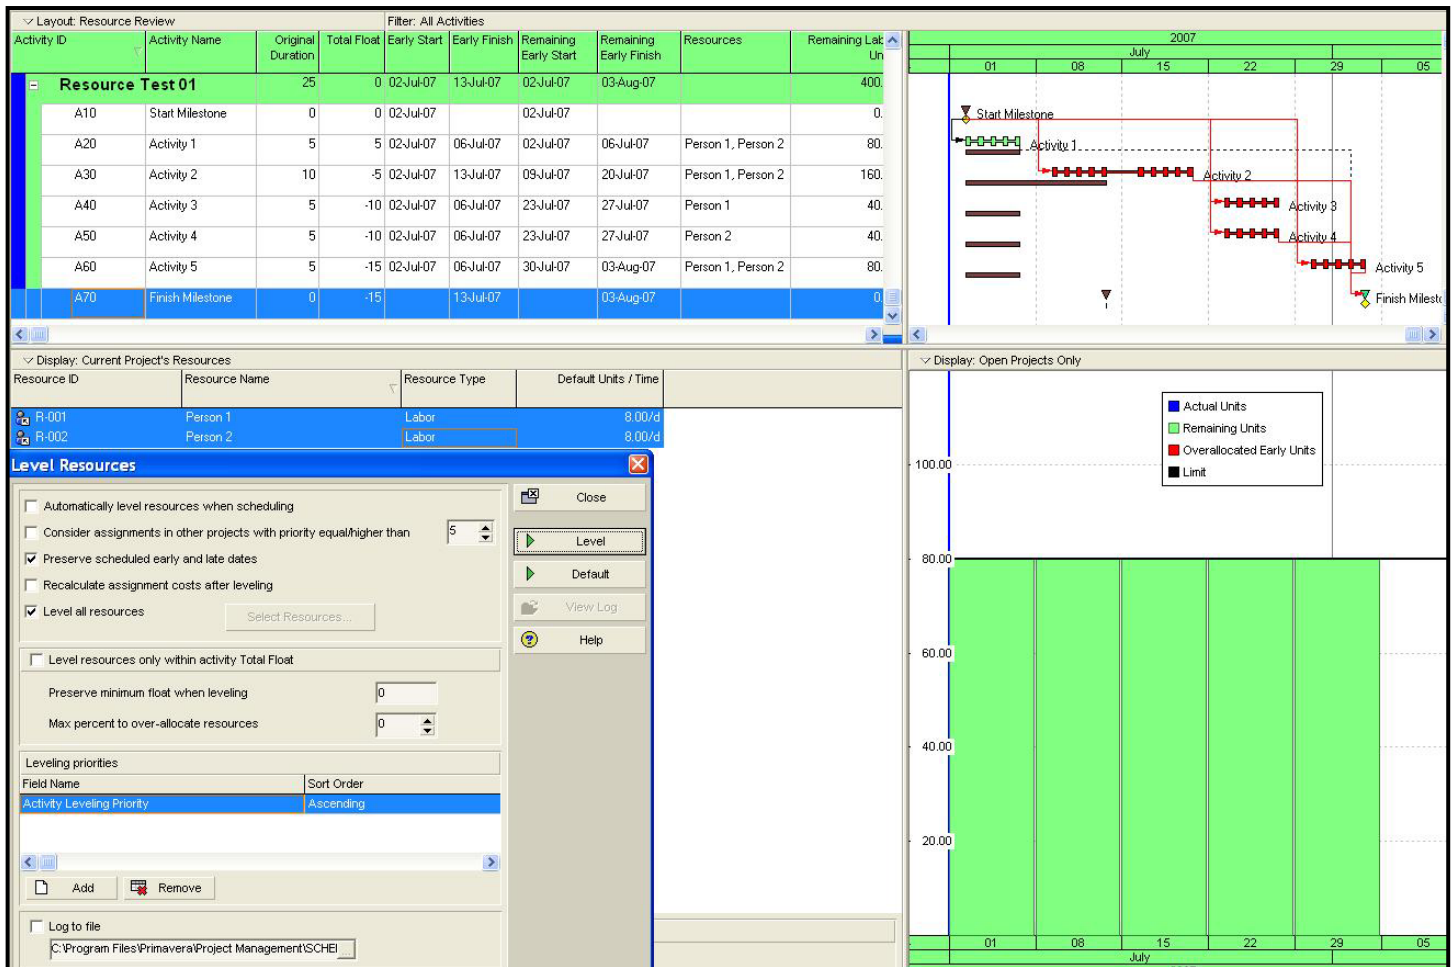 Layout: Resource Review
Filter: All Activities
Activity ID Activity Name Original Duration Total Float Early Start Early Finish Remaining Early Start Remaining Early Finish Resources Remaining Lab Un
Resource Test 01 25 0 02-Jul-07 13-Jul-07 02-Jul-07 03-Aug-07 400.
A10 Start Milestone 0 0 02-Jul-07 02-Jul-07 0.
A20 Activity 1 5 5 02-Jul-07 06-Jul-07 02-Jul-07 06-Jul-07 Person 1, Person 2 80.
A30 Activity 2 10 -5 02-Jul-07 13-Jul-07 09-Jul-07 20-Jul-07 Person 1, Person 2 160.
A40 Activity 3 5 -10 02-Jul-07 06-Jul-07 23-Jul-07 27-Jul-07 Person 1 40.
A50 Activity 4 5 -10 02-Jul-07 06-Jul-07 23-Jul-07 27-Jul-07 Person 2 40.
A60 Activity 5 5 -15 02-Jul-07 06-Jul-07 30-Jul-07 03-Aug-07 Person 1, Person 2 80.
A70 Finish Milestone 0 -15 13-Jul-07 03-Aug-07 0.
2007
July
01 08 15 22 29 05
Start Milestone
Activity 1
Activity 2
Activity 3
Activity 4
Activity 5
Finish Milest
Display: Current Project's Resources
Resource ID Resource Name Resource Type Default Units / Time
R-001 Person 1 Labor 8.00/d
R-002 Person 2 Labor 8.00/d
Level Resources
Automatically level resources when scheduling
Consider assignments in other projects with priority equal/higher than 5
Preserve scheduled early and late dates
Recalculate assignment costs after leveling
Level all resources
Select Resources...
Close
Level
Default
View Log
Help
Level resources only within activity Total Float
Preserve minimum float when leveling 0
Max percent to over-allocate resources 0
Leveling priorities
Field Name Sort Order
Activity Leveling Priority Ascending
Add Remove
Log to file
C:\Program Files\Primavera\Project Management\SCHEI ...
Display: Open Projects Only
Actual Units
Remaining Units
Overallocated Early Units
Limit
100.00
80.00
60.00
40.00
20.00
01 08 15 22 29 05
July